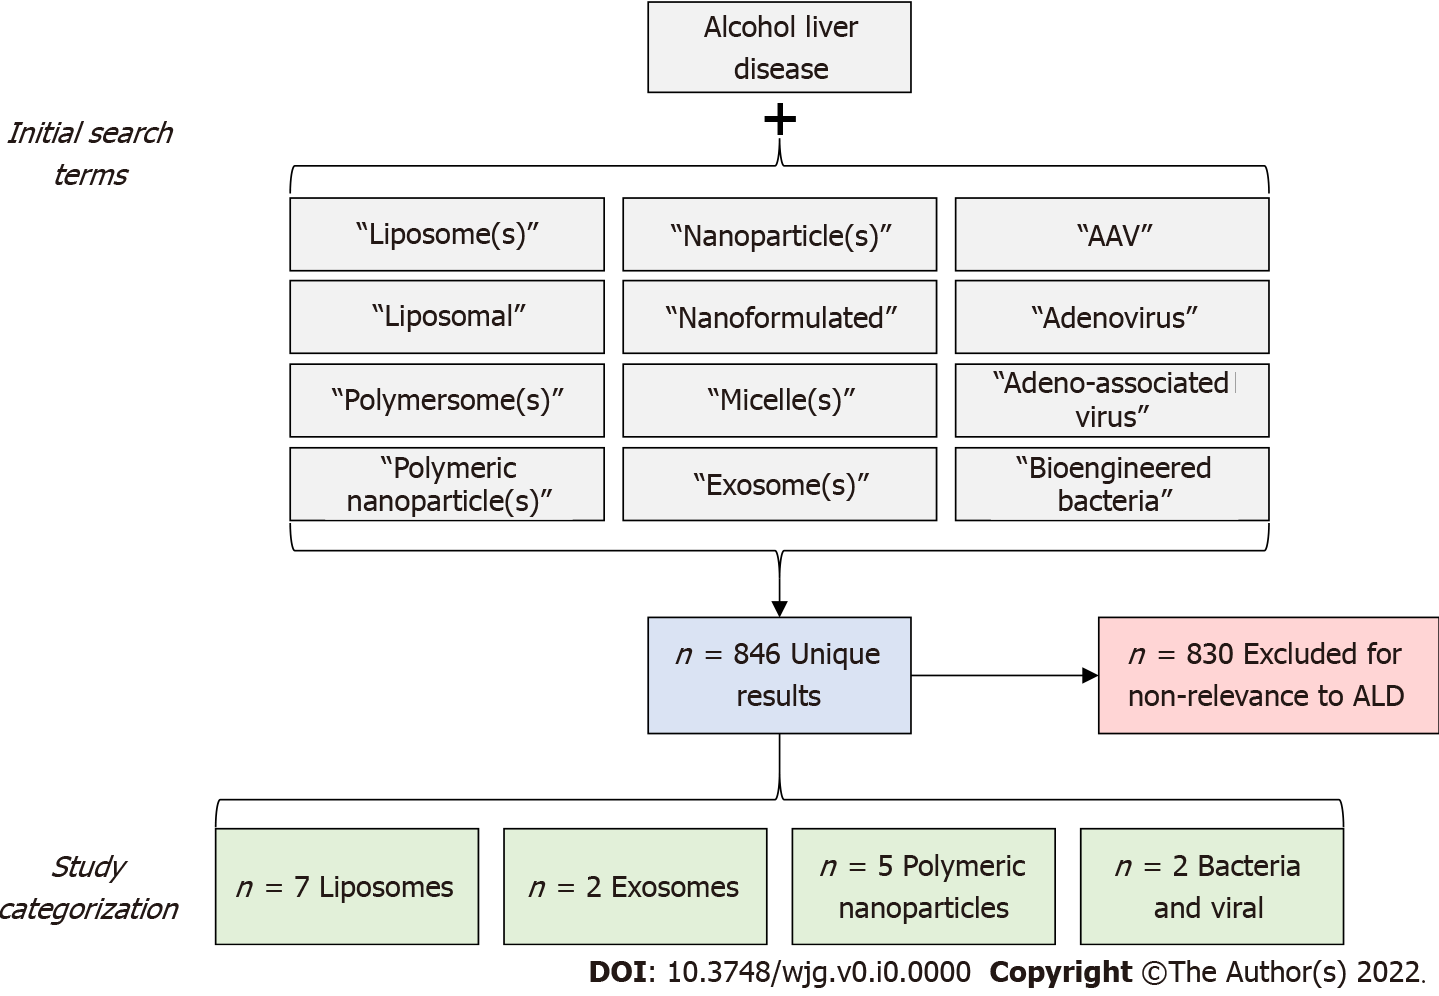 Alcohol liver
disease
+
Initial search
terms
“Liposome(s)”
“Nanoparticle(s)”
“AAV”
“Liposomal”
“Nanoformulated”
“Adenovirus”
“Polymersome(s)”
“Micelle(s)”
“Adeno-associated
virus”
“Polymeric
nanoparticle(s)”
“Exosome(s)”
“Bioengineered
bacteria”
n = 846 Unique
results
n = 830 Excluded for
non-relevance to ALD
Study
categorization
n = 7 Liposomes
n = 2 Exosomes
n = 5 Polymeric
nanoparticles
n = 2 Bacteria
and viral
DOI: 10.3748/wjg.v0.i0.0000 Copyright ©The Author(s) 2022.